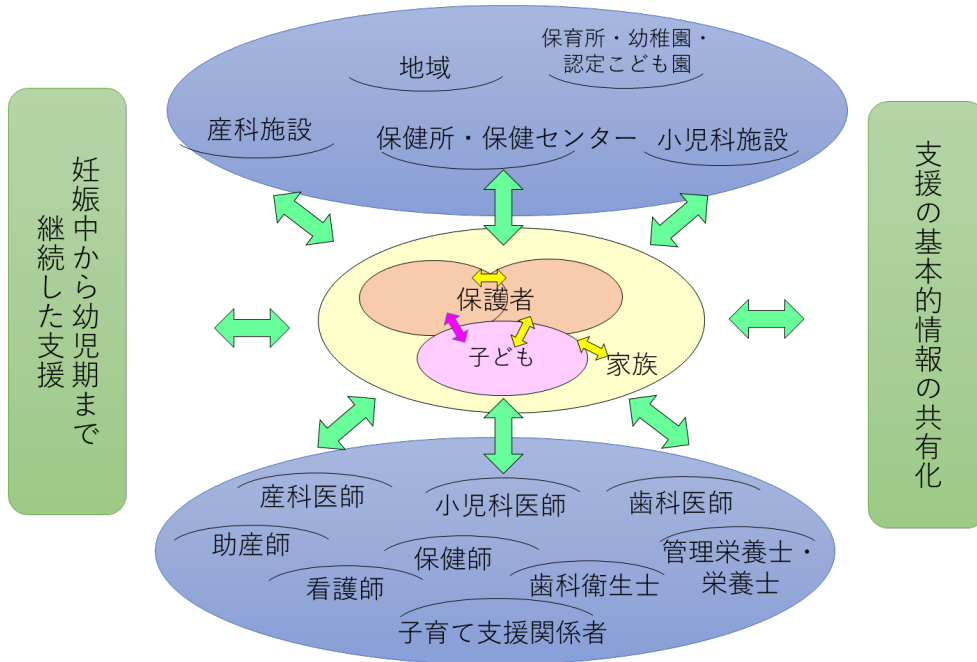 地域
保育所・幼稚園・
認定こども園
産科施設
保健所・保健センター
小児科施設
妊娠中から幼児期まで
継続した支援
保護者
子ども
家族
支援の基本的情報の共有化
産科医師
小児科医師
歯科医師
助産師
保健師
管理栄養士・
栄養士
看護師
歯科衛生士
子育て支援関係者